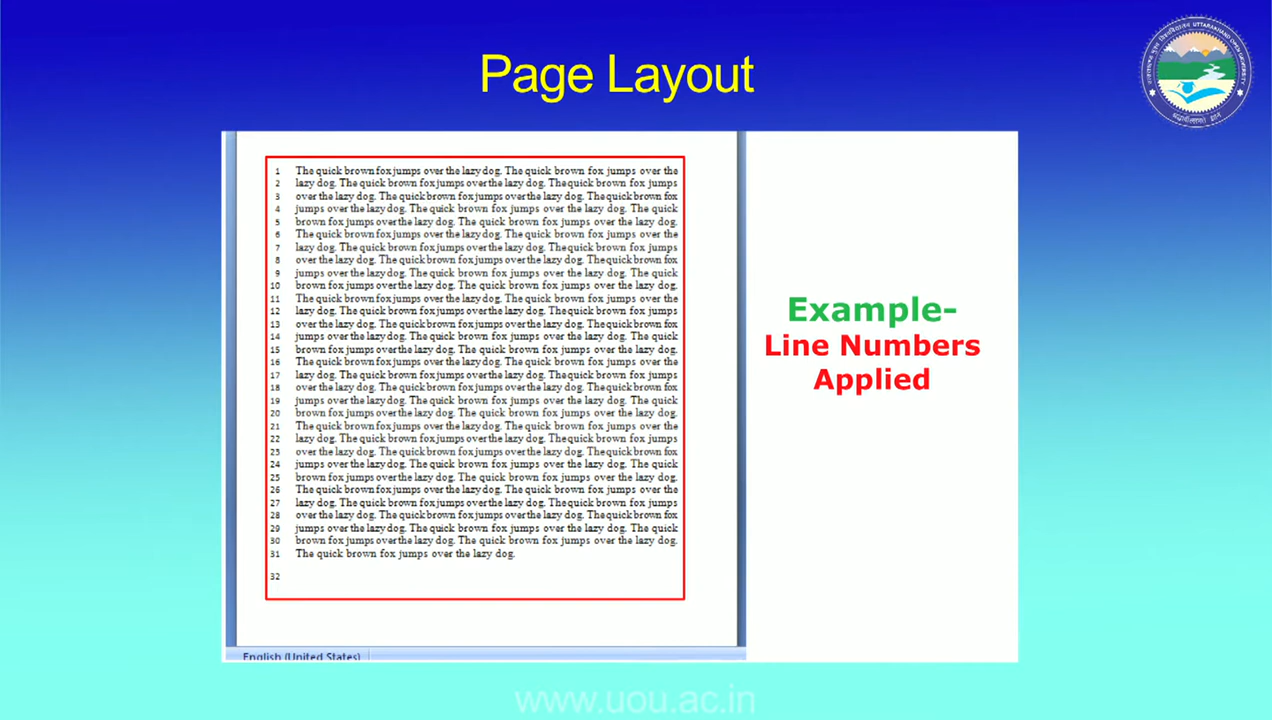 Page Layout
UTTARAKHAND OPEN UNIVERSITY
1 The quick brown fox jumps over the lazy dog. The quick brown fox jumps over the
2 lazy dog. The quick brown fox jumps over the lazy dog. The quick brown fox jumps
3 over the lazy dog. The quick brown fox jumps over the lazy dog. The quick brown fox
4 jumps over the lazy dog. The quick brown fox jumps over the lazy dog. The quick
5 brown fox jumps over the lazy dog. The quick brown fox jumps over the lazy dog.
6 The quick brown fox jumps over the lazy dog. The quick brown fox jumps over the
7 lazy dog. The quick brown fox jumps over the lazy dog. The quick brown fox jumps
8 over the lazy dog. The quick brown fox jumps over the lazy dog. The quick brown fox
9 jumps over the lazy dog. The quick brown fox jumps over the lazy dog. The quick
10 brown fox jumps over the lazy dog. The quick brown fox jumps over the lazy dog.
11 The quick brown fox jumps over the lazy dog. The quick brown fox jumps over the
12 lazy dog. The quick brown fox jumps over the lazy dog. The quick brown fox jumps
13 over the lazy dog. The quick brown fox jumps over the lazy dog. The quick brown fox
14 jumps over the lazy dog. The quick brown fox jumps over the lazy dog. The quick
15 brown fox jumps over the lazy dog. The quick brown fox jumps over the lazy dog.
16 The quick brown fox jumps over the lazy dog. The quick brown fox jumps over the
17 lazy dog. The quick brown fox jumps over the lazy dog. The quick brown fox jumps
18 over the lazy dog. The quick brown fox jumps over the lazy dog. The quick brown fox
19 jumps over the lazy dog. The quick brown fox jumps over the lazy dog. The quick
20 brown fox jumps over the lazy dog. The quick brown fox jumps over the lazy dog.
21 The quick brown fox jumps over the lazy dog. The quick brown fox jumps over the
22 lazy dog. The quick brown fox jumps over the lazy dog. The quick brown fox jumps
23 over the lazy dog. The quick brown fox jumps over the lazy dog. The quick brown fox
24 jumps over the lazy dog. The quick brown fox jumps over the lazy dog. The quick
25 brown fox jumps over the lazy dog. The quick brown fox jumps over the lazy dog.
26 The quick brown fox jumps over the lazy dog. The quick brown fox jumps over the
27 lazy dog. The quick brown fox jumps over the lazy dog. The quick brown fox jumps
28 over the lazy dog. The quick brown fox jumps over the lazy dog. The quick brown fox
29 jumps over the lazy dog. The quick brown fox jumps over the lazy dog. The quick
30 brown fox jumps over the lazy dog. The quick brown fox jumps over the lazy dog.
31 The quick brown fox jumps over the lazy dog.
32
English (United States)
Example-
Line Numbers
Applied
www.uou.ac.in